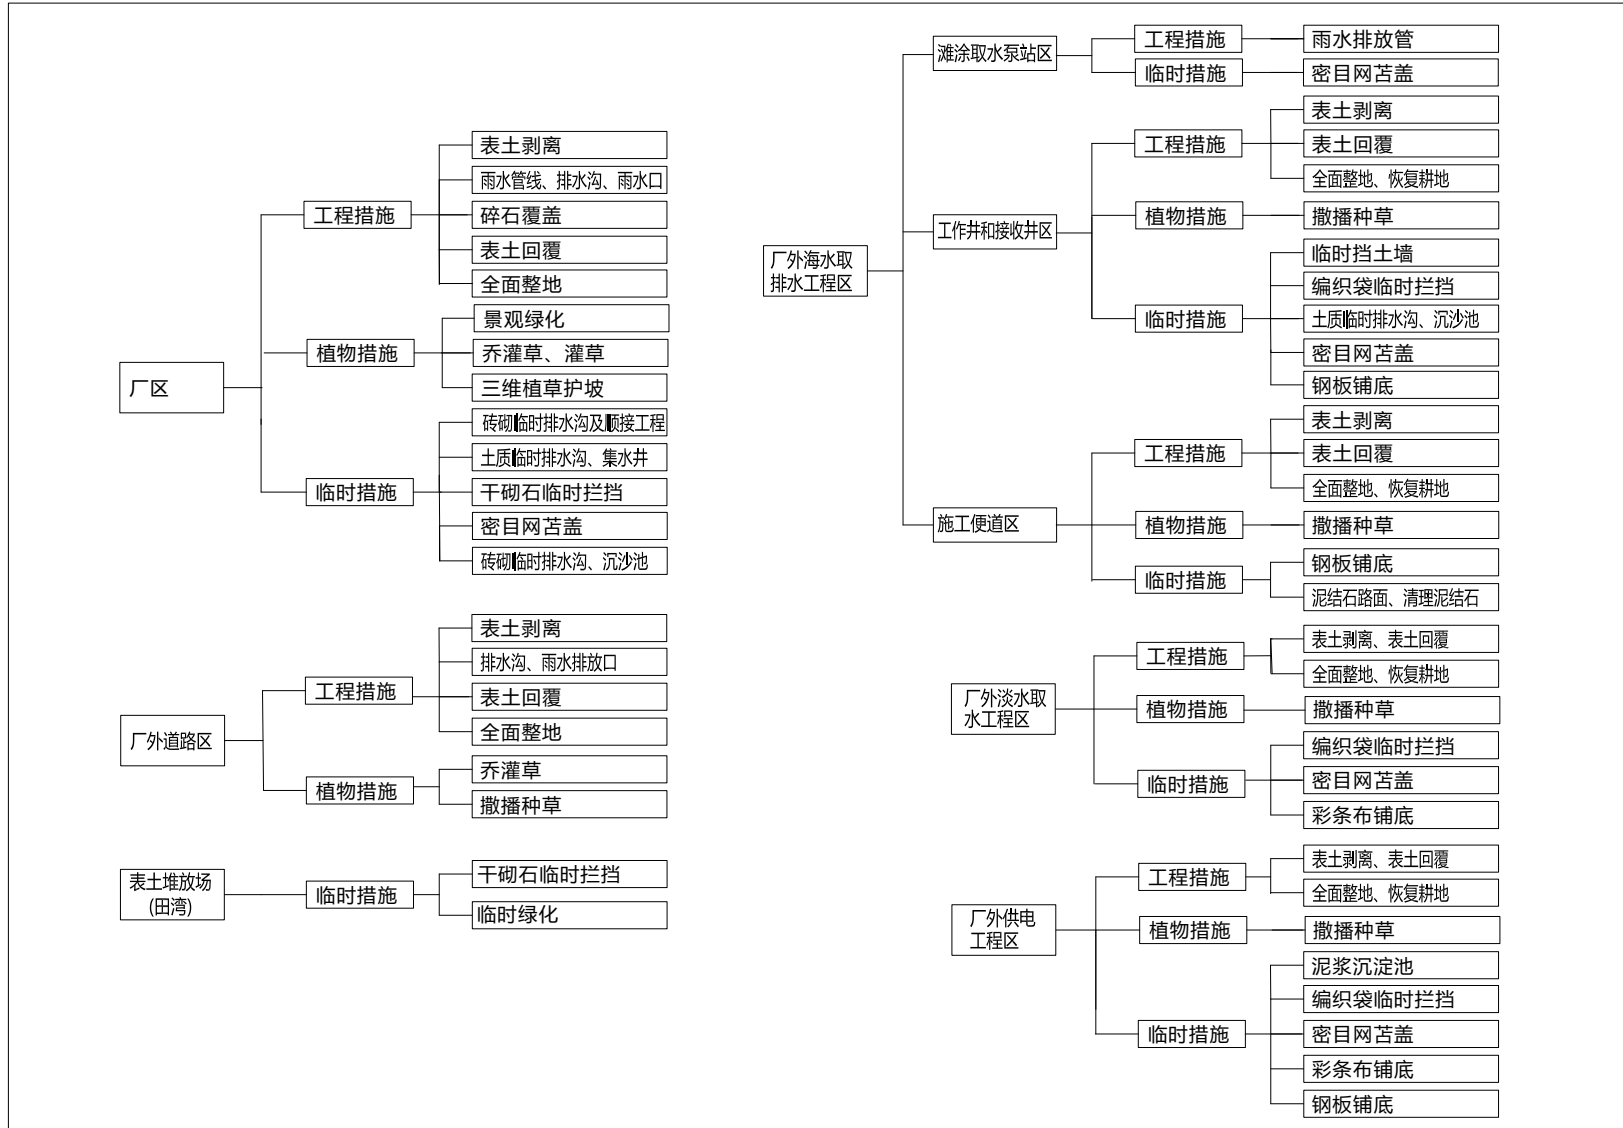 厂区
工程措施
表土剥离
雨水管线、排水沟、雨水口
碎石覆盖
表土回覆
全面整地
植物措施
景观绿化
乔灌草、灌草
三维植草护坡
临时措施
砖砌临时排水沟及顺接工程
土质临时排水沟、集水井
干砌石临时拦挡
密目网苫盖
砖砌临时排水沟、沉沙池
厂外道路区
工程措施
表土剥离
排水沟、雨水排放口
表土回覆
全面整地
植物措施
乔灌草
撒播种草
表土堆放场
(田湾)
临时措施
干砌石临时拦挡
临时绿化
厂外海水取
排水工程区
滩涂取水泵站区
工程措施
雨水排放管
临时措施
密目网苫盖
工作井和接收井区
工程措施
表土剥离
表土回覆
全面整地、恢复耕地
植物措施
撒播种草
临时措施
临时挡土墙
编织袋临时拦挡
土质临时排水沟、沉沙池
密目网苫盖
钢板铺底
施工便道区
工程措施
表土剥离
表土回覆
全面整地、恢复耕地
植物措施
撒播种草
临时措施
钢板铺底
泥结石路面、清理泥结石
厂外淡水取
水工程区
工程措施
表土剥离、表土回覆
全面整地、恢复耕地
植物措施
撒播种草
临时措施
编织袋临时拦挡
密目网苫盖
彩条布铺底
厂外供电
工程区
工程措施
表土剥离、表土回覆
全面整地、恢复耕地
植物措施
撒播种草
临时措施
泥浆沉淀池
编织袋临时拦挡
密目网苫盖
彩条布铺底
钢板铺底